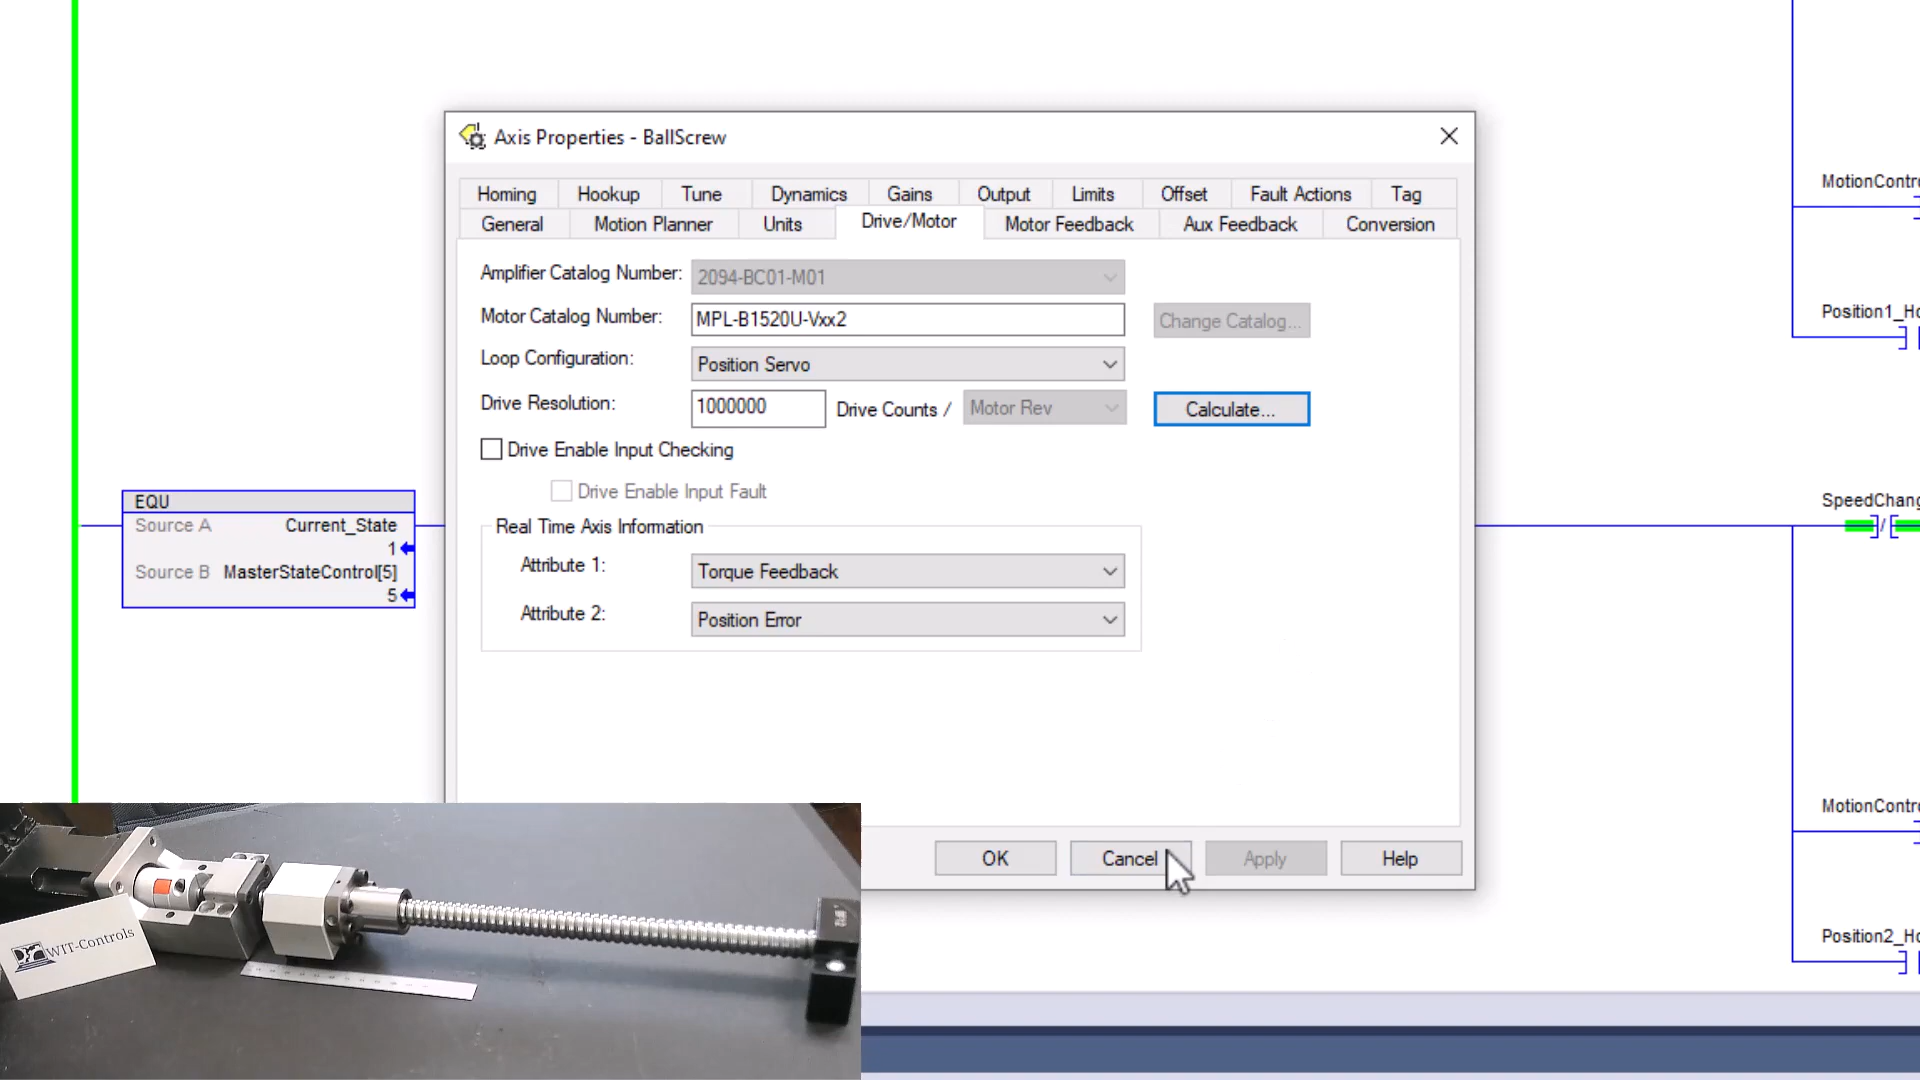 Axis Properties - BallScrew
Homing Hookup Tune Dynamics Gains Output Limits Offset Fault Actions Tag
General Motion Planner Units Drive/Motor Motor Feedback Aux Feedback Conversion
Amplifier Catalog Number: 2094-BC01-M01
Motor Catalog Number: MPL-B1520U-Vxx2 Change Catalog...
Loop Configuration: Position Servo
Drive Resolution: 1000000 Drive Counts / Motor Rev Calculate...
Drive Enable Input Checking
Drive Enable Input Fault
Real Time Axis Information
Attribute 1: Torque Feedback
Attribute 2: Position Error
OK Cancel Apply Help
EQU
Source A Current_State
1
Source B MasterStateControl[5]
5
MotionContro
Position1_Ho
SpeedChang
MotionContro
Position2_Ho
WIT-Controls